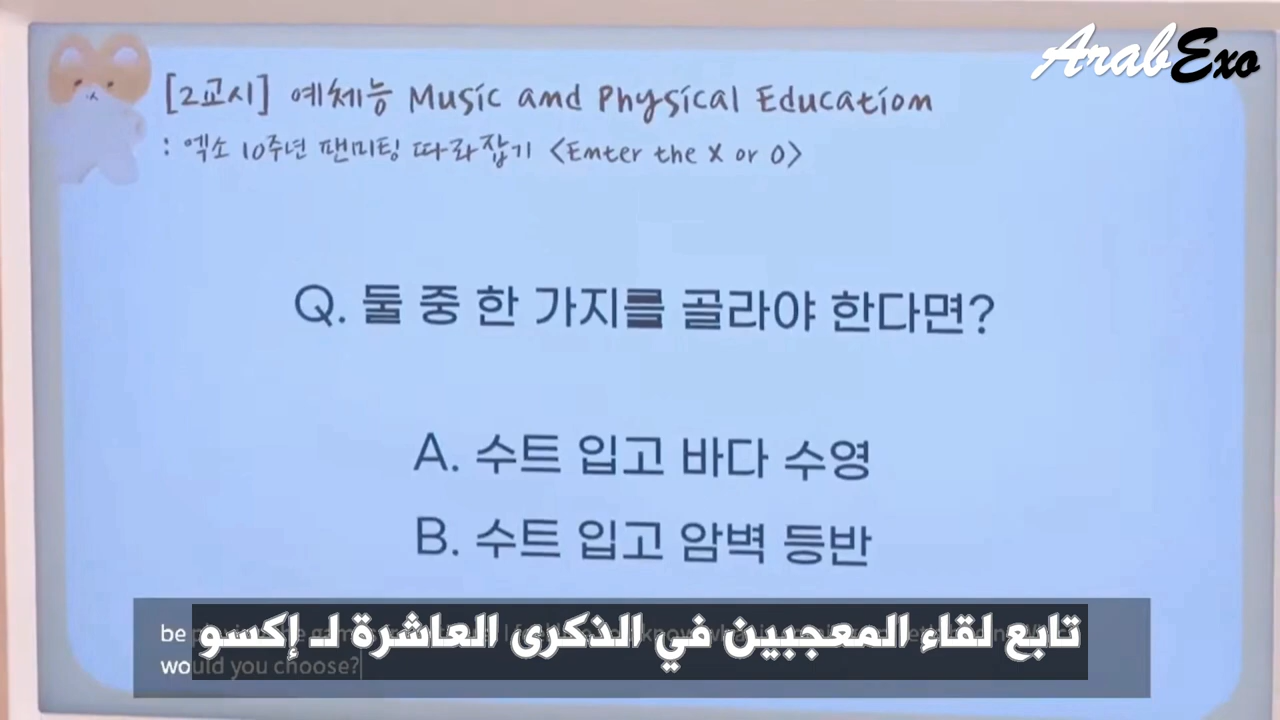 ArabExo
[2교시] 예체능 Music and Physical Education
: 엑소 10주년 팬미팅 따라잡기 <Enter the X or O>
Q. 둘 중 한 가지를 골라야 한다면?
A. 수트 입고 바다 수영
B. 수트 입고 암벽 등반
تابع لقاء المعجبين في الذكرى العاشرة لـ إكسو
be
would you choose?